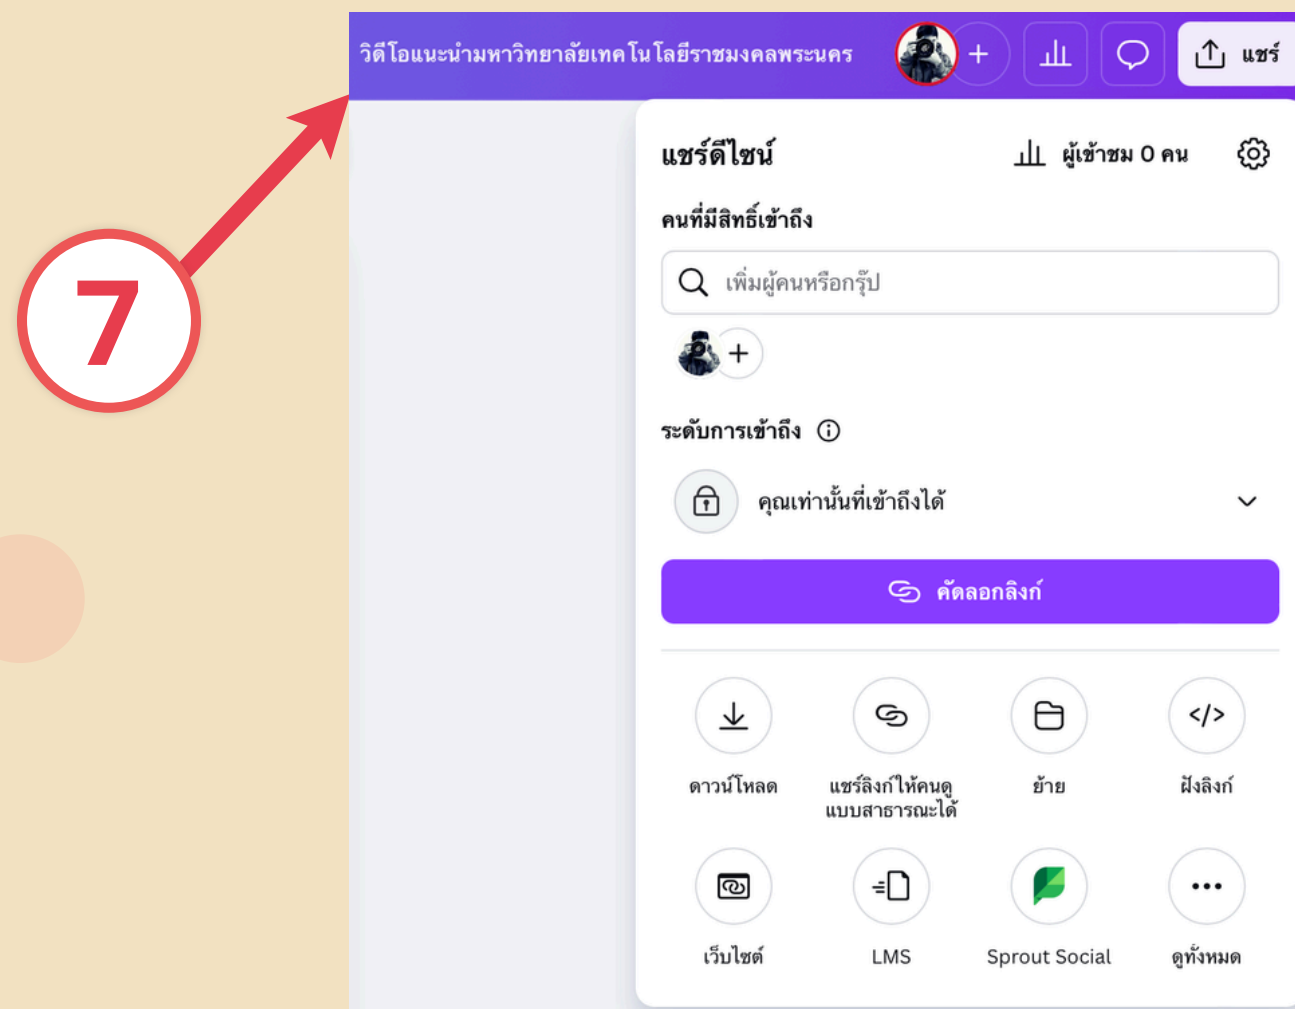 วิดีโอแนะนำมหาวิทยาลัยเทคโนโลยีราชมงคลพระนคร
แชร์
7
แชร์ดีไซน์
ผู้เข้าชม 0 คน
คนที่มีสิทธิ์เข้าถึง
เพิ่มผู้คนหรือกรุ๊ป
ระดับการเข้าถึง
คุณเท่านั้นที่เข้าถึงได้
คัดลอกลิงก์
ดาวน์โหลด
แชร์ลิงก์ให้คนดู
แบบสาธารณะได้
ย้าย
ฝังลิงก์
เว็บไซต์
LMS
Sprout Social
ดูทั้งหมด